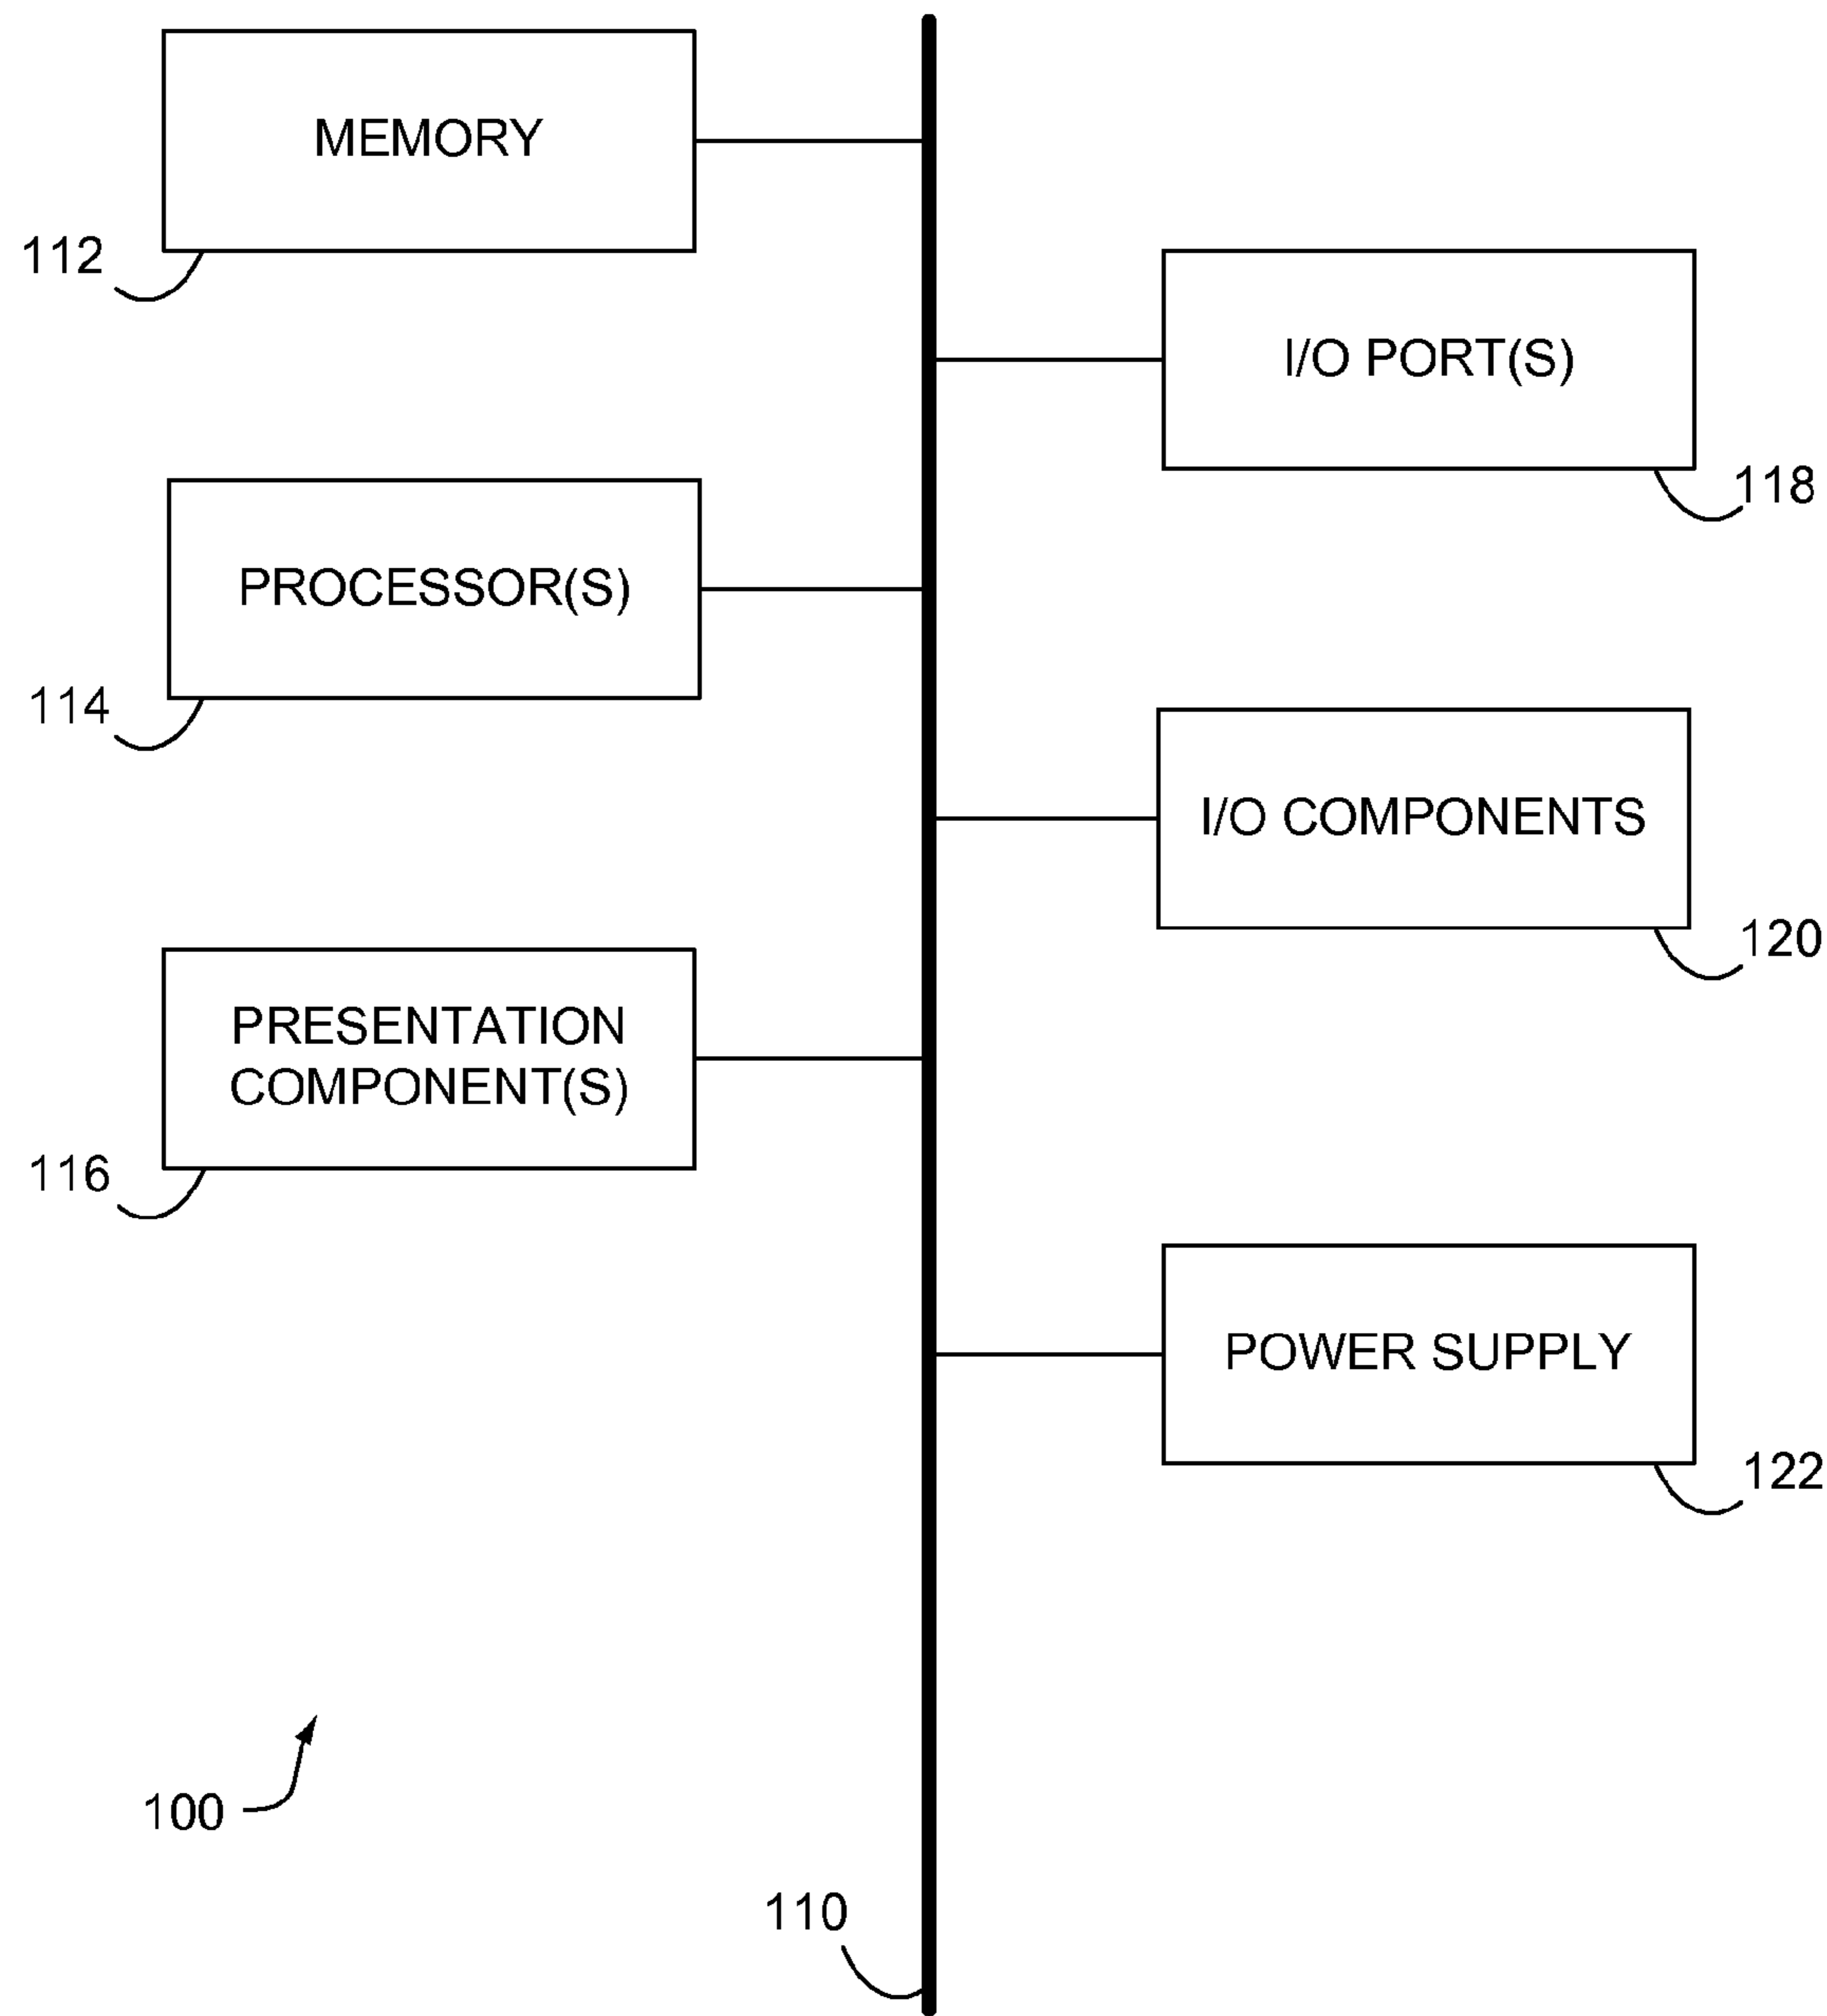 MEMORY
112
I/O PORT(S)
118
PROCESSOR(S)
114
I/O COMPONENTS
120
PRESENTATION
COMPONENT(S)
116
POWER SUPPLY
122
100
110